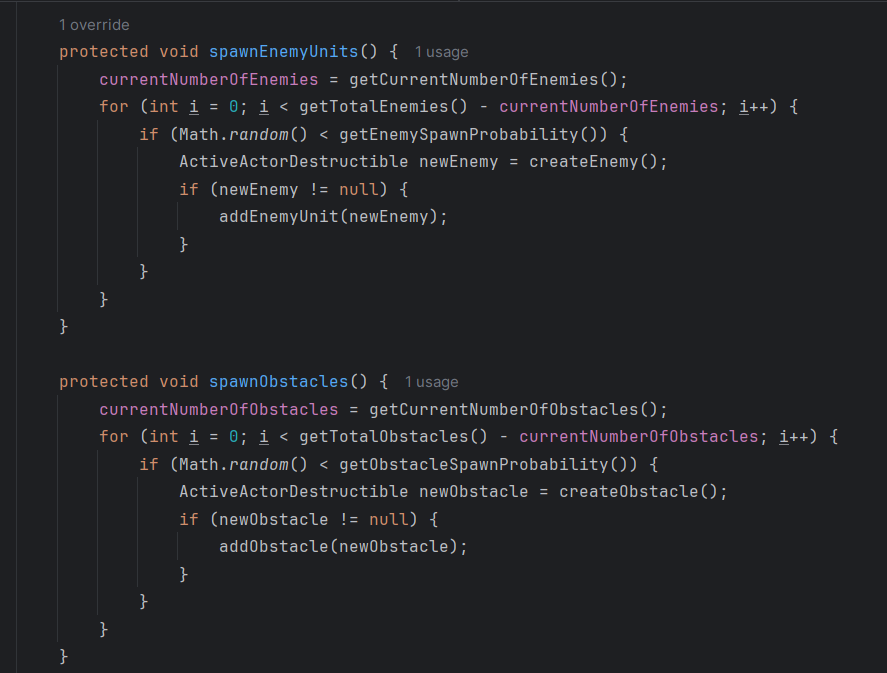 1 override
protected void spawnEnemyUnits() { 1 usage
    currentNumberOfEnemies = getCurrentNumberOfEnemies();
    for (int i = 0; i < getTotalEnemies() - currentNumberOfEnemies; i++) {
        if (Math.random() < getEnemySpawnProbability()) {
            ActiveActorDestructible newEnemy = createEnemy();
            if (newEnemy != null) {
                addEnemyUnit(newEnemy);
            }
        }
    }
}
protected void spawnObstacles() { 1 usage
    currentNumberOfObstacles = getCurrentNumberOfObstacles();
    for (int i = 0; i < getTotalObstacles() - currentNumberOfObstacles; i++) {
        if (Math.random() < getObstacleSpawnProbability()) {
            ActiveActorDestructible newObstacle = createObstacle();
            if (newObstacle != null) {
                addObstacle(newObstacle);
            }
        }
    }
}